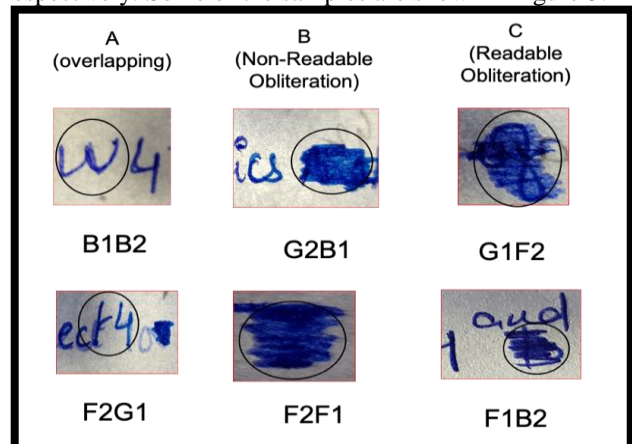 A
(overlapping)
B
(Non-Readable
Obliteration)
C
(Readable
Obliteration)
W4
ics
B1B2
G2B1
G1F2
ect4
and
F2G1
F2F1
F1B2